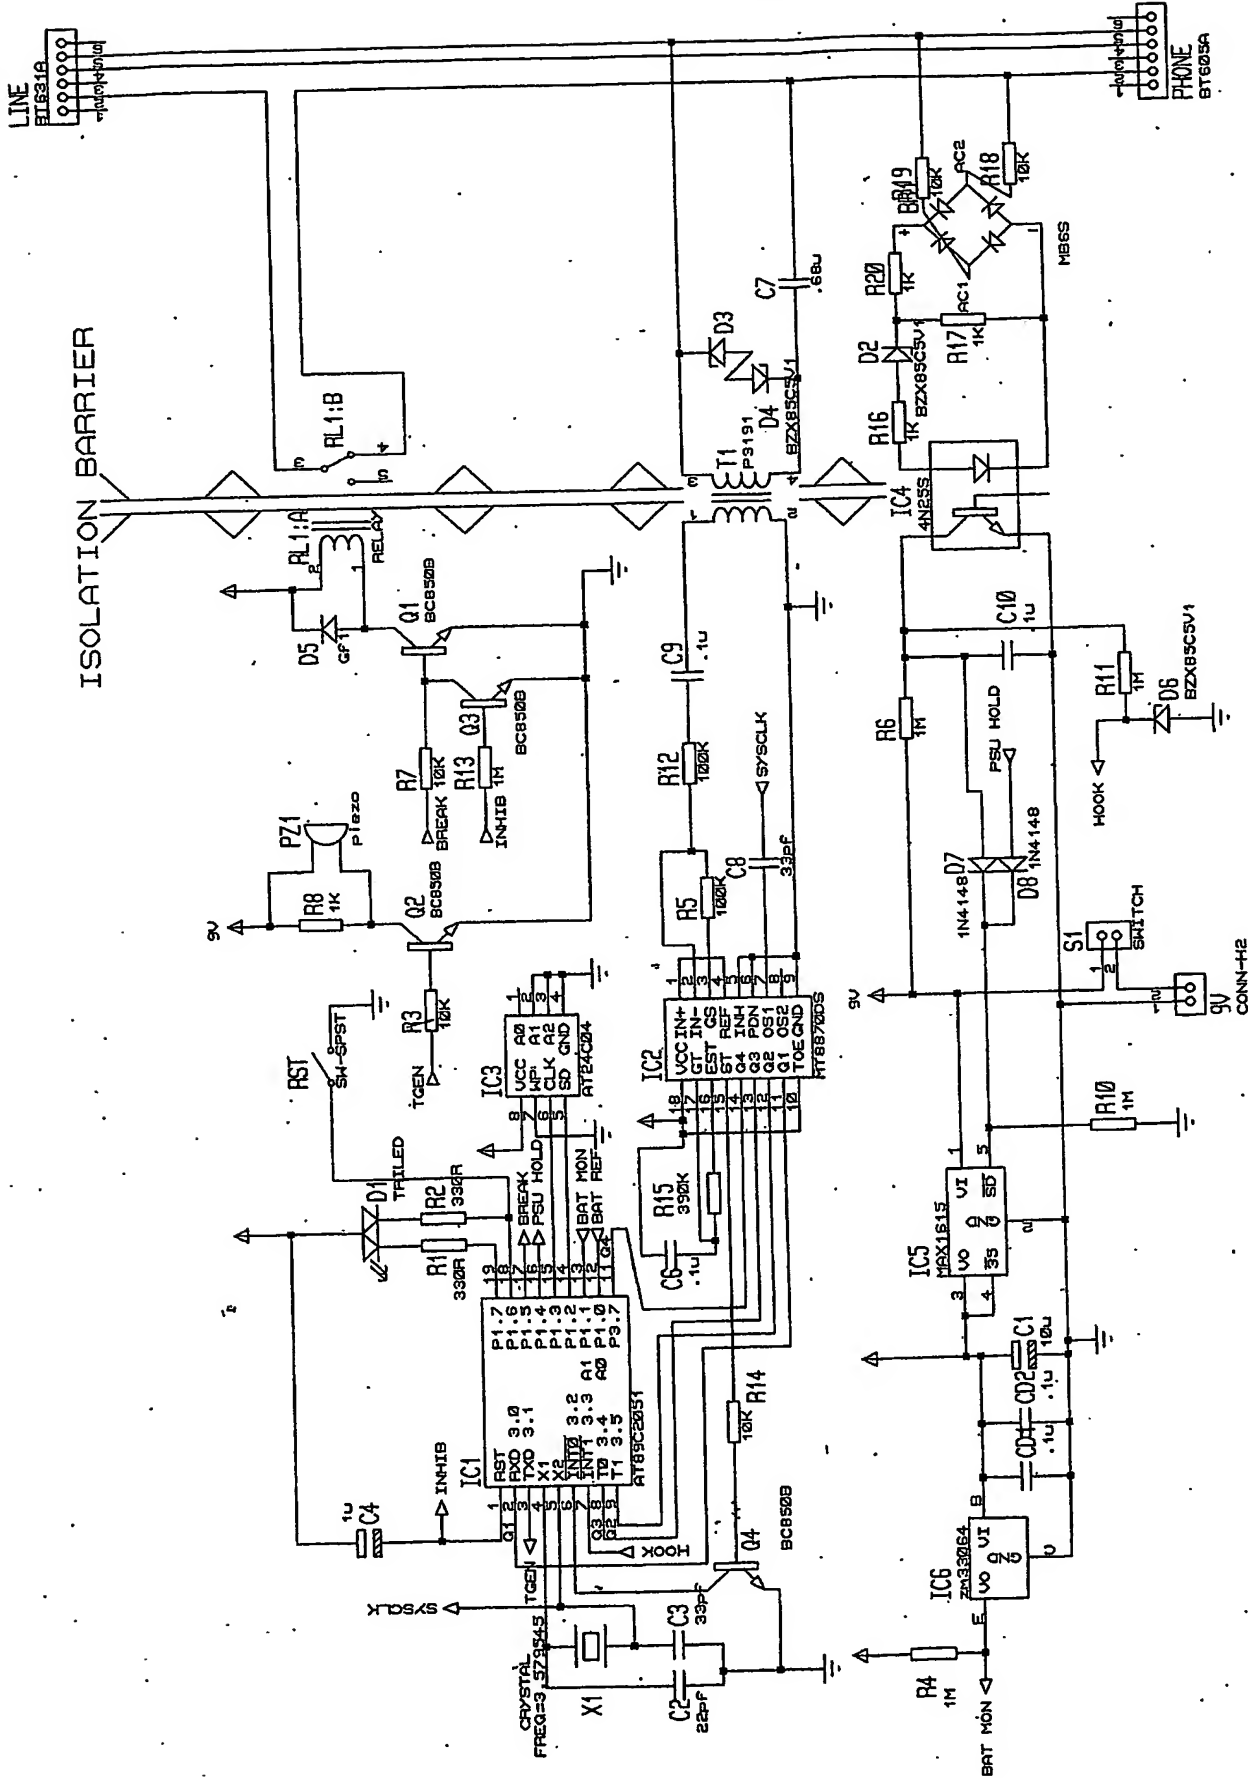 ISOLATION BARRIER
LINE
BT631A
PHONE
BT605A
RL1:A
RELAY
RL1:B
D5
GF1
Q1
BC850B
Q3
BC850B
R7
10K
R13
1M
BREAK
INHIB
PZ1
piezo
R8
1K
9V
Q2
BC850B
R3
10K
TGEN
RST
SW-SPST
IC3
VCC A0
WP A1
CLK A2
SD GND
AT24C04
D1
TRILED
R1
330R
R2
330R
BREAK
PSU HOLD
BAT MON
BAT REF
Q4
IC1
RST
RXD 3.0
TXD 3.1
X1
X2
INT0 3.2
INT1 3.3
T0 3.4
T1 3.5
P1.7
P1.6
P1.5
P1.4
P1.3
P1.2
A1 P1.1
A0 P1.0
P3.7
AT89C2051
1u
C4
INHIB
Q1
TGEN
Q3
Q2
HOOK
SYSCLK
CRYSTAL
FREQ=3.579545
X1
C2
22pf
C3
33pf
Q4
BC850B
10K
R14
T1
P3191
D3
D4
BZX85C5V1
C7
.68u
C9
.1u
R12
100K
R5
100K
C8
33pf
SYSCLK
IC2
VCC IN+
GT IN-
EST GS
ST REF
Q4 INH
Q3 PDN
Q2 OS1
Q1 OS2
TOE GND
MT8870DS
R15
390K
C6
.1u
R19
10K
R18
10K
AC2
AC1
MB6S
R20
1K
R17
1K
D2
BZX85C5V1
R16
1K
IC4
4N25S
C10
1u
R6
1M
R11
1M
D6
BZX85C5V1
HOOK
PSU HOLD
D7
1N4148
D8
1N4148
9V
S1
SWITCH
9V
CONN-H2
R10
1M
IC5
MAX1615
VO VI
GND
3S SD
C1
10u
CD2
.1u
CD1
.1u
IC6
ZM33064
VO VI
GND
R4
1M
BAT MON